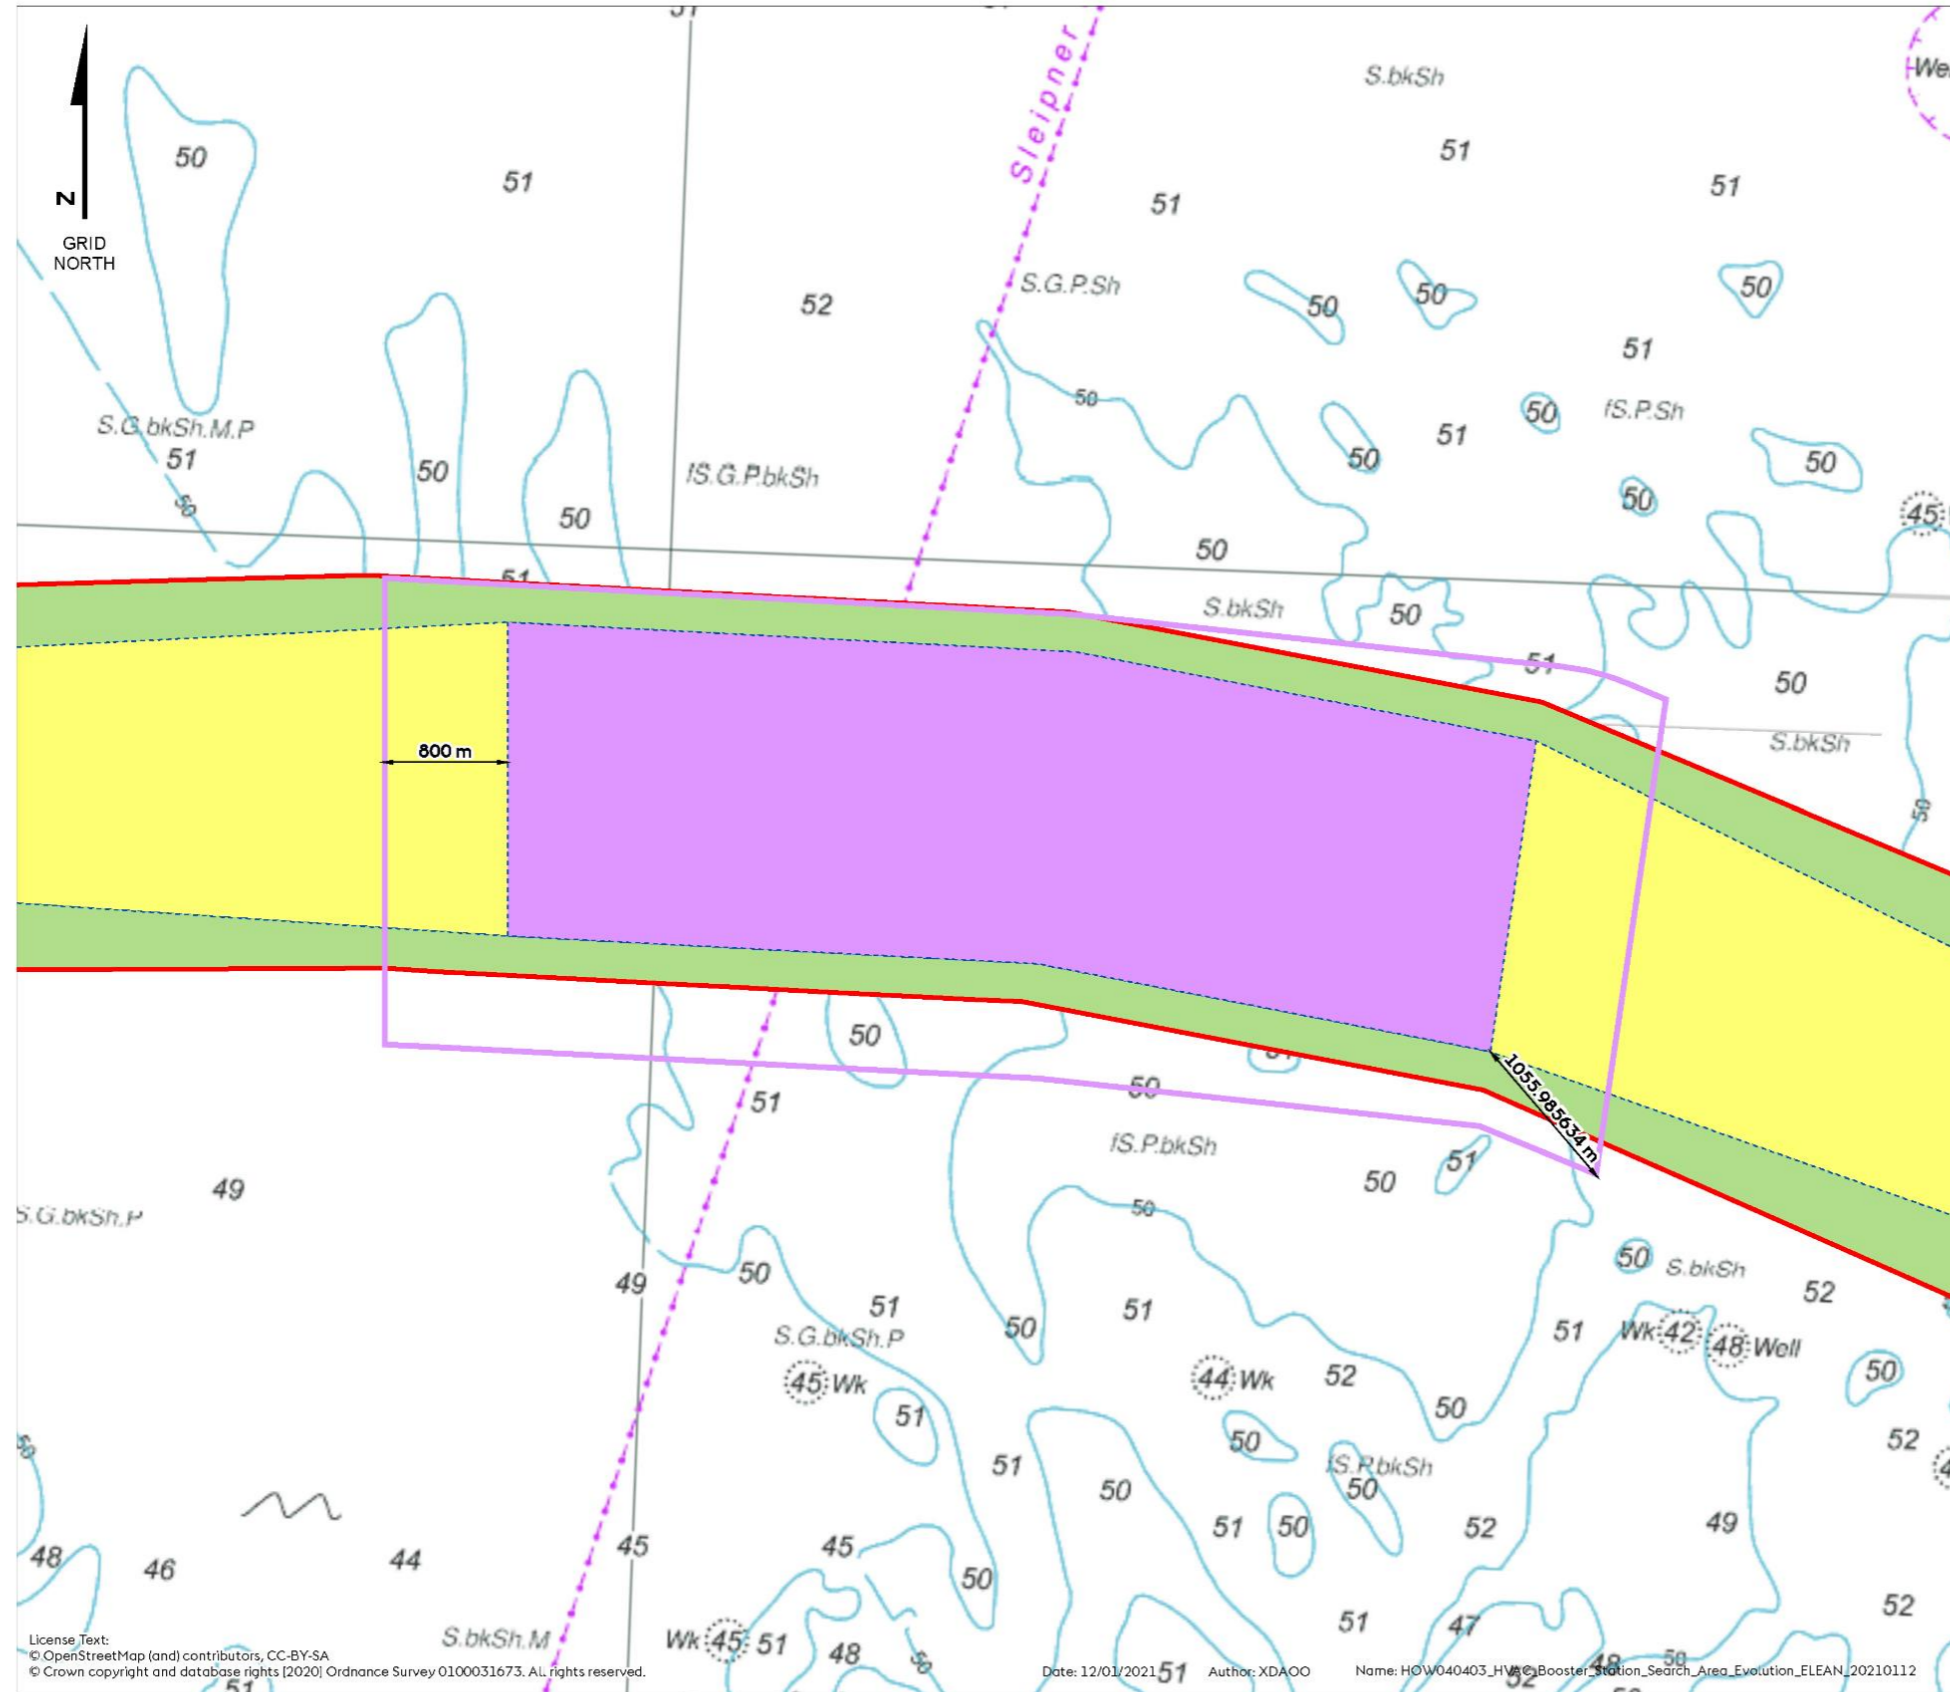 Sleipner
S.bkSh
51
50
51
51
51
N
GRID
NORTH
S.G.P.Sh
52
50
50
50
51
50
S.G.bkSh.M.P
51
50
fS.P.Sh
51
50
50
50
50
50
fS.G.P.bkSh
50
50
45
50
51
S.bkSh
50
51
50
800 m
S.bkSh
50
50
51
50
1055.985634 m
fS.P.bkSh
50
51
49
S.G.bkSh.P
50
50
S.bkSh
49
50
51
51
52
S.G.bkSh.P
50
51
Wk 42
48 Well
45 Wk
44 Wk
52
50
51
50
50
52
51
fS.P.bkSh
50
50
51
50
52
49
48
46
44
45
45
50
52
51
47
S.bkSh.M
Wk 45 51
48
50
50
48
License Text:
© OpenStreetMap (and) contributors, CC-BY-SA
© Crown copyright and database rights [2020] Ordnance Survey 0100031673. All rights reserved.
Date: 12/01/2021
51
Author: XDAOO
Name: HOW040403_HVAC_Booster_Station_Search_Area_Evolution_ELEAN_20210112
52
51